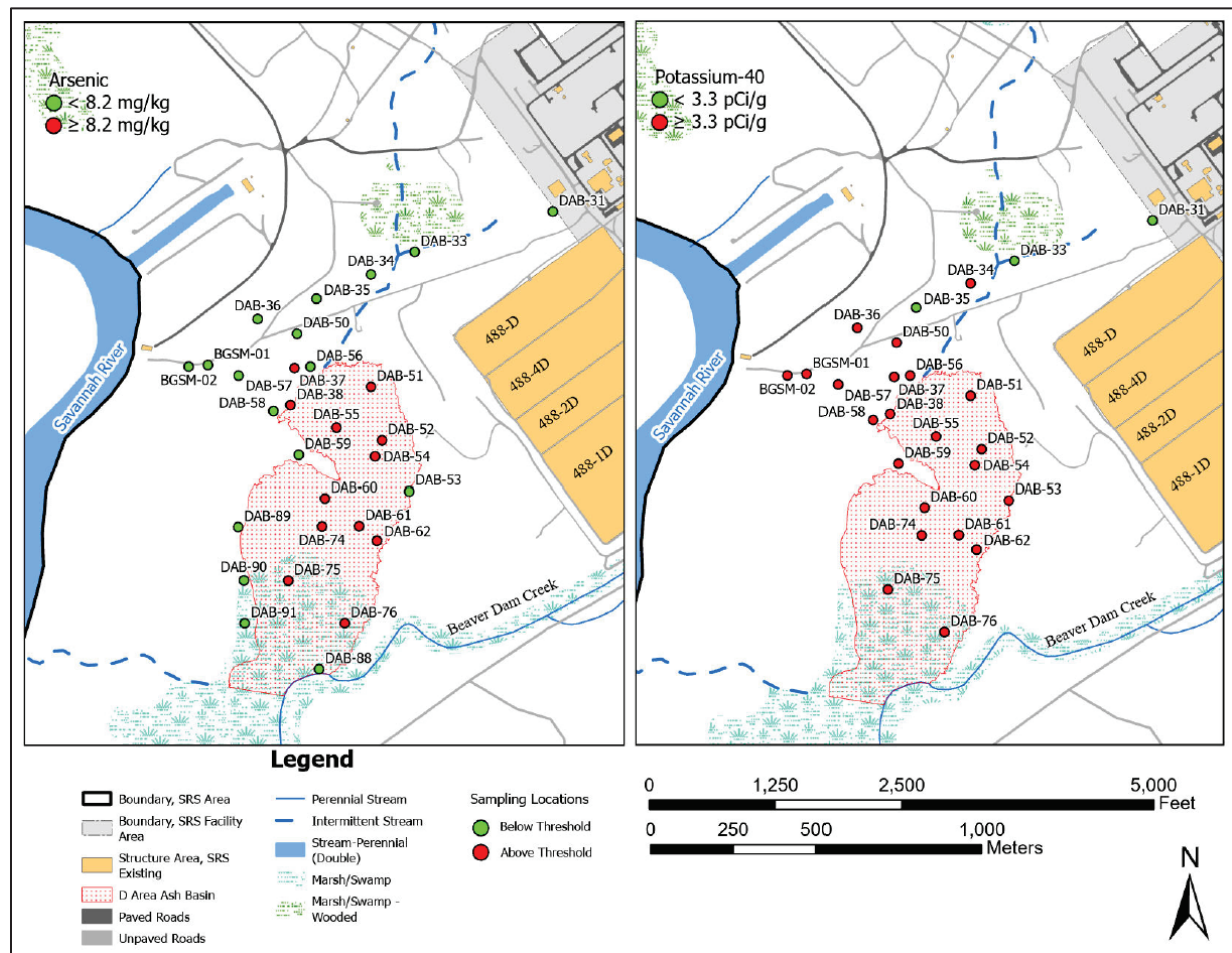 Arsenic
< 8.2 mg/kg
≥ 8.2 mg/kg
DAB-31
DAB-33
DAB-34
DAB-35
DAB-36
DAB-50
BGSM-01
DAB-56
BGSM-02
DAB-57
DAB-37
DAB-51
DAB-38
DAB-58
DAB-55
DAB-52
DAB-59
DAB-54
DAB-53
DAB-60
DAB-89
DAB-61
DAB-74
DAB-62
DAB-90
DAB-75
DAB-91
DAB-76
DAB-88
Savannah River
Beaver Dam Creek
488-D
488-4D
488-2D
488-1D
Potassium-40
< 3.3 pCi/g
≥ 3.3 pCi/g
DAB-31
DAB-33
DAB-34
DAB-35
DAB-36
DAB-50
BGSM-01
DAB-56
BGSM-02
DAB-57
DAB-37
DAB-51
DAB-38
DAB-58
DAB-55
DAB-52
DAB-59
DAB-54
DAB-53
DAB-60
DAB-74
DAB-61
DAB-62
DAB-75
DAB-76
Savannah River
Beaver Dam Creek
488-D
488-4D
488-2D
488-1D
Legend
Boundary, SRS Area
Boundary, SRS Facility
Area
Structure Area, SRS
Existing
D Area Ash Basin
Paved Roads
Unpaved Roads
Perennial Stream
Intermittent Stream
Stream-Perennial
(Double)
Marsh/Swamp
Marsh/Swamp -
Wooded
Sampling Locations
Below Threshold
Above Threshold
0 1,250 2,500 5,000
Feet
0 250 500 1,000
Meters
N